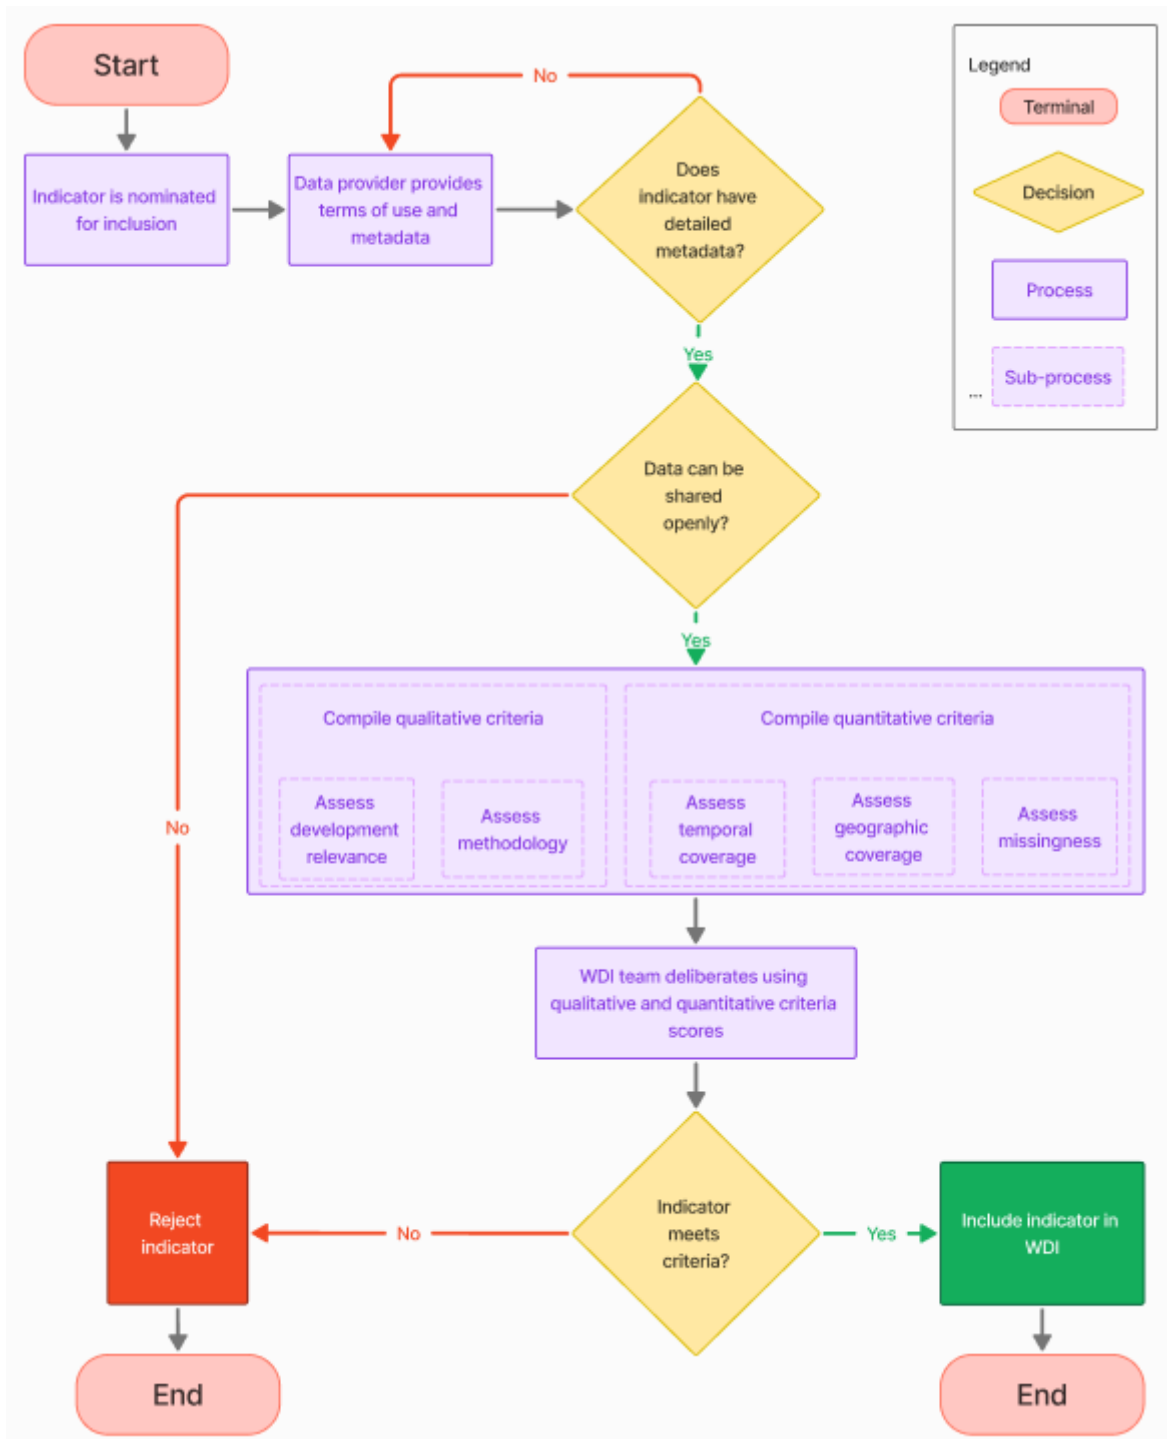 Start
Indicator is nominated
for inclusion
Data provider provides
terms of use and
metadata
No
Does
indicator have
detailed
metadata?
Legend
Terminal
Decision
Process
Sub-process
...
Yes
Data can be
shared
openly?
No
Yes
Compile qualitative criteria
Assess
development
relevance
Assess
methodology
Compile quantitative criteria
Assess
temporal
coverage
Assess
geographic
coverage
Assess
missingness
WDI team deliberates using
qualitative and quantitative criteria
scores
Indicator
meets
criteria?
No
Reject
indicator
Yes
Include indicator in
WDI
End
End